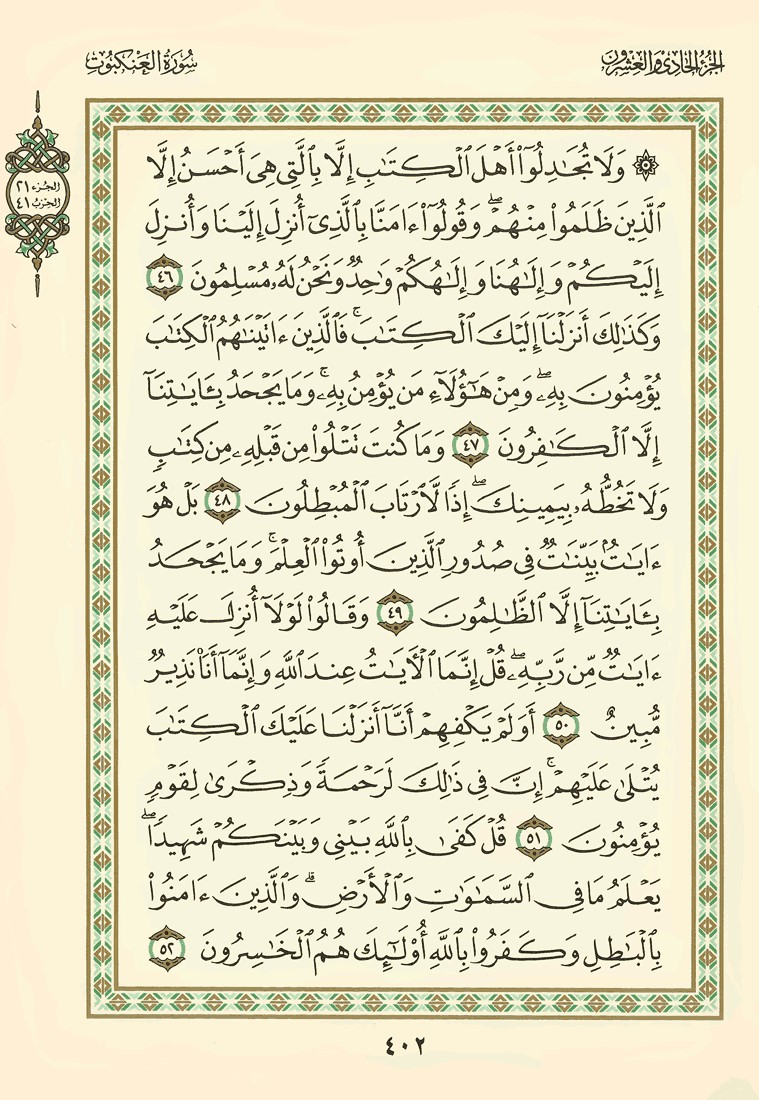 الجزء الحادي والعشرون
سورة العنكبوت
الجزء ٢١
الحزب ٤١
۞ وَلَا تُجَٰدِلُوٓا۟ أَهْلَ ٱلْكِتَٰبِ إِلَّا بِٱلَّتِى هِىَ أَحْسَنُ إِلَّا
ٱلَّذِينَ ظَلَمُوا۟ مِنْهُمْ ۖ وَقُولُوٓا۟ ءَامَنَّا بِٱلَّذِىٓ أُنزِلَ إِلَيْنَا وَأُنزِلَ
إِلَيْكُمْ وَإِلَٰهُنَا وَإِلَٰهُكُمْ وَٰحِدٌ وَنَحْنُ لَهُۥ مُسْلِمُونَ ٤٦
وَكَذَٰلِكَ أَنزَلْنَآ إِلَيْكَ ٱلْكِتَٰبَ ۚ فَٱلَّذِينَ ءَاتَيْنَٰهُمُ ٱلْكِتَٰبَ
يُؤْمِنُونَ بِهِۦ ۖ وَمِنْ هَٰٓؤُلَآءِ مَن يُؤْمِنُ بِهِۦ ۚ وَمَا يَجْحَدُ بِـَٔايَٰتِنَآ
إِلَّا ٱلْكَٰفِرُونَ ٤٧ وَمَا كُنتَ تَتْلُوا۟ مِن قَبْلِهِۦ مِن كِتَٰبٍ
وَلَا تَخُطُّهُۥ بِيَمِينِكَ ۖ إِذًا لَّٱرْتَابَ ٱلْمُبْطِلُونَ ٤٨ بَلْ هُوَ
ءَايَٰتٌۢ بَيِّنَٰتٌ فِى صُدُورِ ٱلَّذِينَ أُوتُوا۟ ٱلْعِلْمَ ۚ وَمَا يَجْحَدُ
بِـَٔايَٰتِنَآ إِلَّا ٱلظَّٰلِمُونَ ٤٩ وَقَالُوا۟ لَوْلَآ أُنزِلَ عَلَيْهِ
ءَايَٰتٌ مِّن رَّبِّهِۦ ۖ قُلْ إِنَّمَا ٱلْءَايَٰتُ عِندَ ٱللَّهِ وَإِنَّمَآ أَنَا۠ نَذِيرٌ
مُّبِينٌ ٥٠ أَوَلَمْ يَكْفِهِمْ أَنَّآ أَنزَلْنَا عَلَيْكَ ٱلْكِتَٰبَ
يُتْلَىٰ عَلَيْهِمْ ۚ إِنَّ فِى ذَٰلِكَ لَرَحْمَةً وَذِكْرَىٰ لِقَوْمٍ
يُؤْمِنُونَ ٥١ قُلْ كَفَىٰ بِٱللَّهِ بَيْنِى وَبَيْنَكُمْ شَهِيدًا ۖ
يَعْلَمُ مَا فِى ٱلسَّمَٰوَٰتِ وَٱلْأَرْضِ ۗ وَٱلَّذِينَ ءَامَنُوا۟
بِٱلْبَٰطِلِ وَكَفَرُوا۟ بِٱللَّهِ أُو۟لَٰٓئِكَ هُمُ ٱلْخَٰسِرُونَ ٥٢
٤٠٢